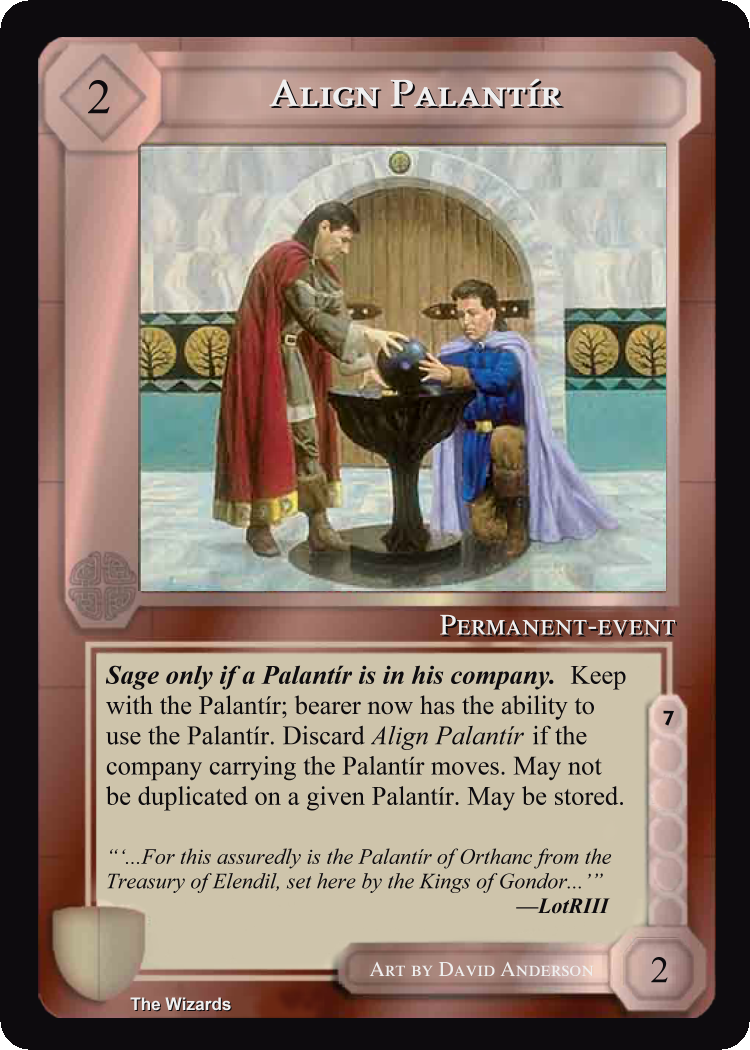 2
Align Palantír
Permanent-event
Sage only if a Palantír is in his company. Keep
with the Palantír; bearer now has the ability to
use the Palantír. Discard Align Palantír if the
company carrying the Palantír moves. May not
be duplicated on a given Palantír. May be stored.
7
“‘...For this assuredly is the Palantír of Orthanc from the
Treasury of Elendil, set here by the Kings of Gondor...’”
—LotRIII
Art by David Anderson
2
The Wizards